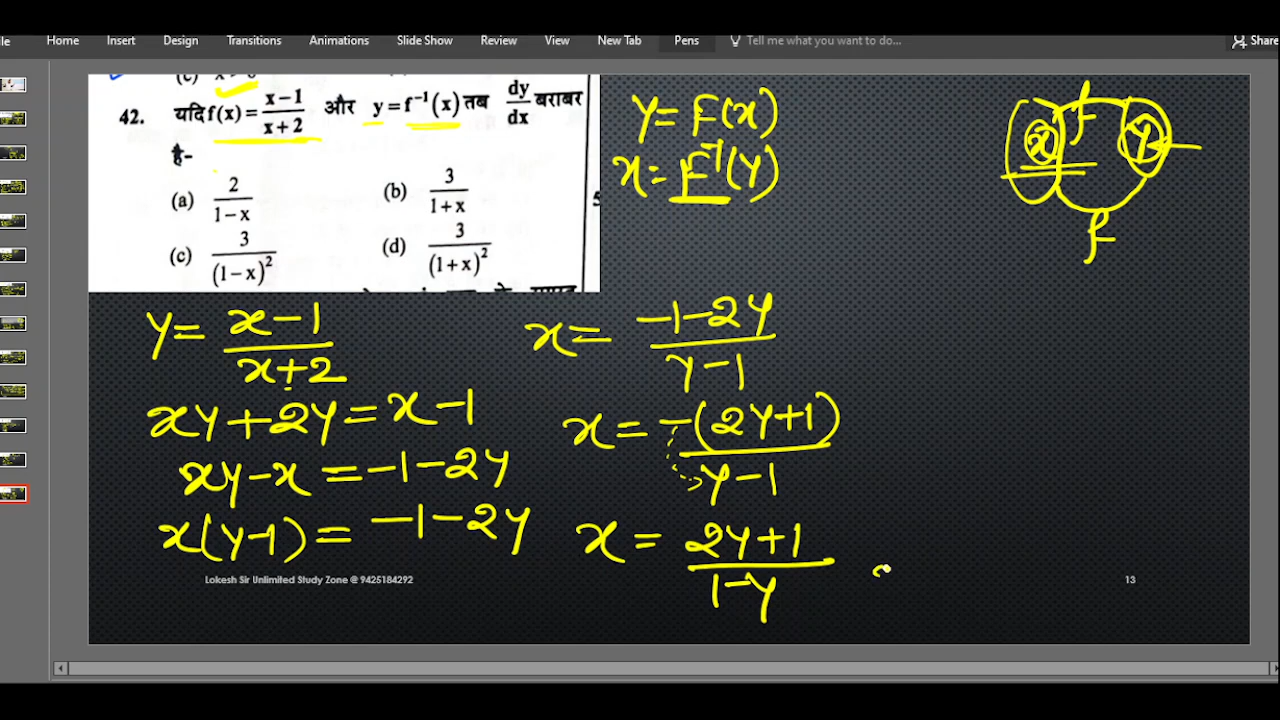 File Home Insert Design Transitions Animations Slide Show Review View New Tab Pens Tell me what you want to do... Share
42. यदि f(x) = (x-1)/(x+2) और y = f⁻¹(x) तब dy/dx बराबर
है-
(a) 2/(1-x) (b) 3/(1+x)
(c) 3/(1-x)² (d) 3/(1+x)²
y = F(x)
x = F⁻¹(y)
f
x y
f
y = (x-1)/(x+2)
xy+2y = x-1
xy-x = -1-2y
x(y-1) = -1-2y
x = (-1-2y)/(y-1)
x = -(2y+1)/(y-1)
x = (2y+1)/(1-y)
Lokesh Sir Unlimited Study Zone @ 9425184292
13